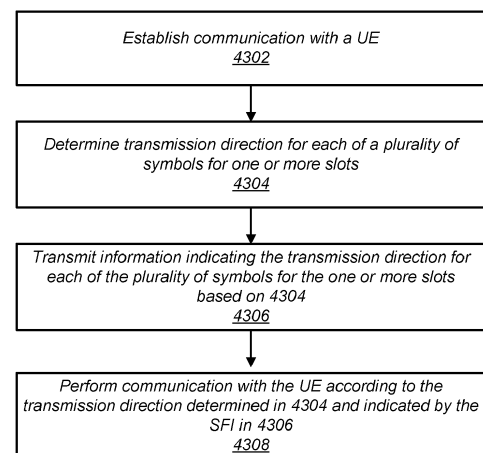 Establish communication with a UE
4302
Determine transmission direction for each of a plurality of
symbols for one or more slots
4304
Transmit information indicating the transmission direction for
each of the plurality of symbols for the one or more slots
based on 4304
4306
Perform communication with the UE according to the
transmission direction determined in 4304 and indicated by the
SFI in 4306
4308